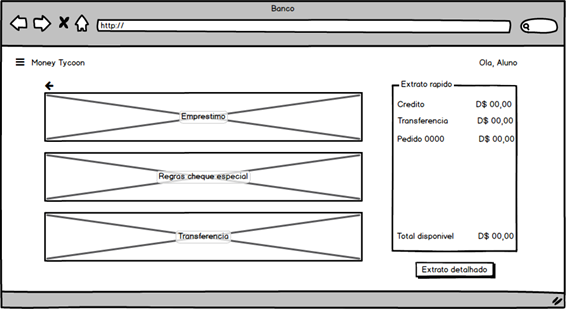 Banco
http://
Money Tycoon
Ola, Aluno
Emprestimo
Regras cheque especial
Transferencia
Extrato rapido
Credito D$ 00,00
Transferencia D$ 00,00
Pedido 0000 D$ 00,00
Total disponivel D$ 00,00
Extrato detalhado